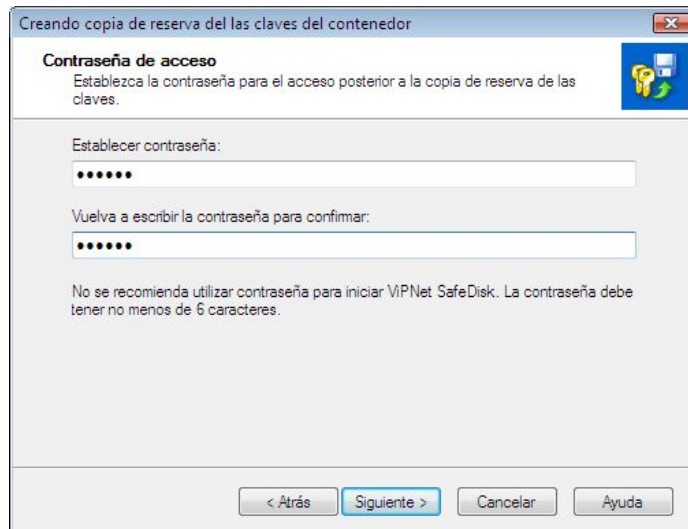 Creando copia de reserva del las claves del contenedor
Contraseña de acceso
Establezca la contraseña para el acceso posterior a la copia de reserva de las
claves.
Establecer contraseña:
••••••
Vuelva a escribir la contraseña para confirmar:
••••••
No se recomienda utilizar contraseña para iniciar ViPNet SafeDisk. La contraseña debe
tener no menos de 6 caracteres.
< Atrás
Siguiente >
Cancelar
Ayuda